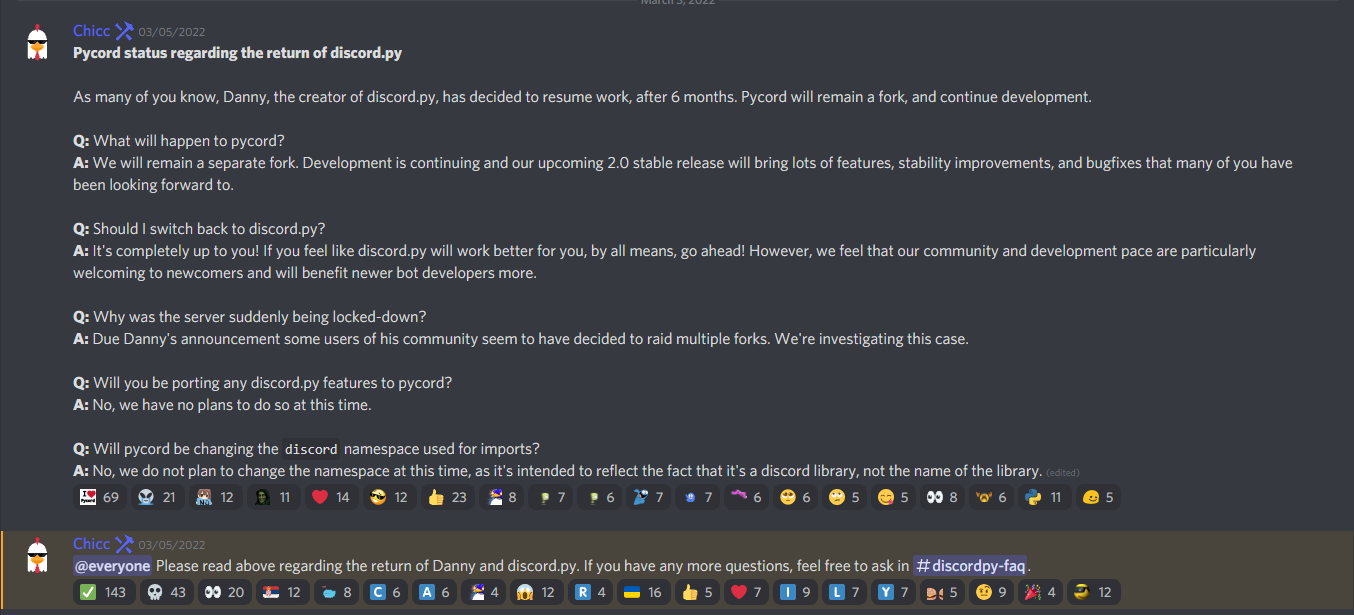 March 5, 2022
Chicc 03/05/2022
Pycord status regarding the return of discord.py
As many of you know, Danny, the creator of discord.py, has decided to resume work, after 6 months. Pycord will remain a fork, and continue development.
Q: What will happen to pycord?
A: We will remain a separate fork. Development is continuing and our upcoming 2.0 stable release will bring lots of features, stability improvements, and bugfixes that many of you have
been looking forward to.
Q: Should I switch back to discord.py?
A: It's completely up to you! If you feel like discord.py will work better for you, by all means, go ahead! However, we feel that our community and development pace are particularly
welcoming to newcomers and will benefit newer bot developers more.
Q: Why was the server suddenly being locked-down?
A: Due Danny's announcement some users of his community seem to have decided to raid multiple forks. We're investigating this case.
Q: Will you be porting any discord.py features to pycord?
A: No, we have no plans to do so at this time.
Q: Will pycord be changing the discord namespace used for imports?
A: No, we do not plan to change the namespace at this time, as it's intended to reflect the fact that it's a discord library, not the name of the library. (edited)
I Pycord 69 21 12 11 14 12 23 8 7 6 7 7 6 6 5 5 8 6 11 5
Chicc 03/05/2022
@everyone Please read above regarding the return of Danny and discord.py. If you have any more questions, feel free to ask in #discordpy-faq.
143 43 20 12 8 C 6 A 6 4 12 R 4 16 5 7 I 9 L 7 Y 7 5 9 4 12